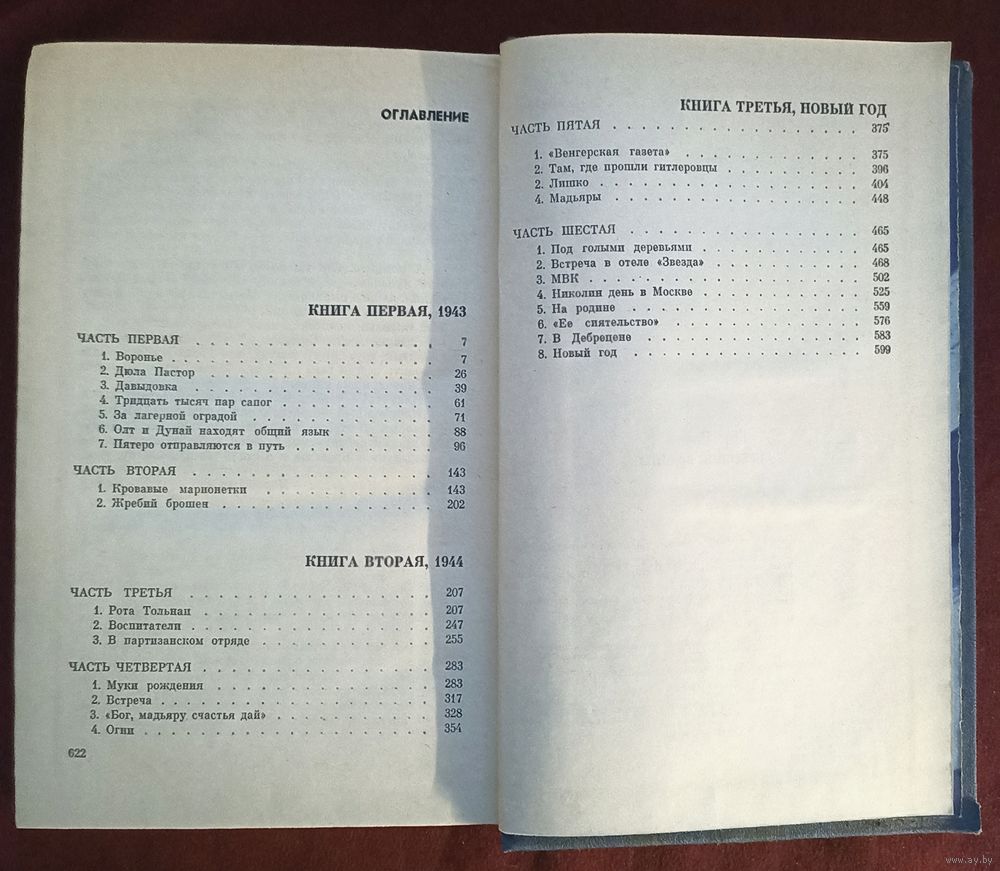 ОГЛАВЛЕНИЕ
КНИГА ПЕРВАЯ, 1943
ЧАСТЬ ПЕРВАЯ . . . . . . . . . . . . . . . . 7
1. Воронье . . . . . . . . . . . . . . . . 7
2. Дюла Пастор . . . . . . . . . . . . . . 26
3. Давыдовка . . . . . . . . . . . . . . . 39
4. Тридцать тысяч пар сапог . . . . . . . . . 61
5. За лагерной оградой . . . . . . . . . . . 71
6. Олт и Дунай находят общий язык . . . . . . 88
7. Пятеро отправляются в путь . . . . . . . . 96
ЧАСТЬ ВТОРАЯ . . . . . . . . . . . . . . . . 143
1. Кровавые марионетки . . . . . . . . . . . 143
2. Жребий брошен . . . . . . . . . . . . . 202
КНИГА ВТОРАЯ, 1944
ЧАСТЬ ТРЕТЬЯ . . . . . . . . . . . . . . . . 207
1. Рота Тольнаи . . . . . . . . . . . . . . 207
2. Воспитатели . . . . . . . . . . . . . . 247
3. В партизанском отряде . . . . . . . . . . 255
ЧАСТЬ ЧЕТВЕРТАЯ . . . . . . . . . . . . . . 283
1. Муки рождения . . . . . . . . . . . . . 283
2. Встреча . . . . . . . . . . . . . . . . 317
3. «Бог, мадьяру счастья дай» . . . . . . . . 328
4. Огни . . . . . . . . . . . . . . . . . 354
622
КНИГА ТРЕТЬЯ, НОВЫЙ ГОД
ЧАСТЬ ПЯТАЯ . . . . . . . . . . . . . . . . 375
1. «Венгерская газета» . . . . . . . . . . . 375
2. Там, где прошли гитлеровцы . . . . . . . . 396
2. Лишко . . . . . . . . . . . . . . . . . 404
4. Мадьяры . . . . . . . . . . . . . . . . 448
ЧАСТЬ ШЕСТАЯ . . . . . . . . . . . . . . . . 465
1. Под голыми деревьями . . . . . . . . . . 465
2. Встреча в отеле «Звезда» . . . . . . . . . 468
3. МВК . . . . . . . . . . . . . . . . . . 502
4. Николин день в Москве . . . . . . . . . . 525
5. На родине . . . . . . . . . . . . . . . 559
6. «Ее сиятельство» . . . . . . . . . . . . 576
7. В Дебрецене . . . . . . . . . . . . . . 583
8. Новый год . . . . . . . . . . . . . . . 599
www.ay.by